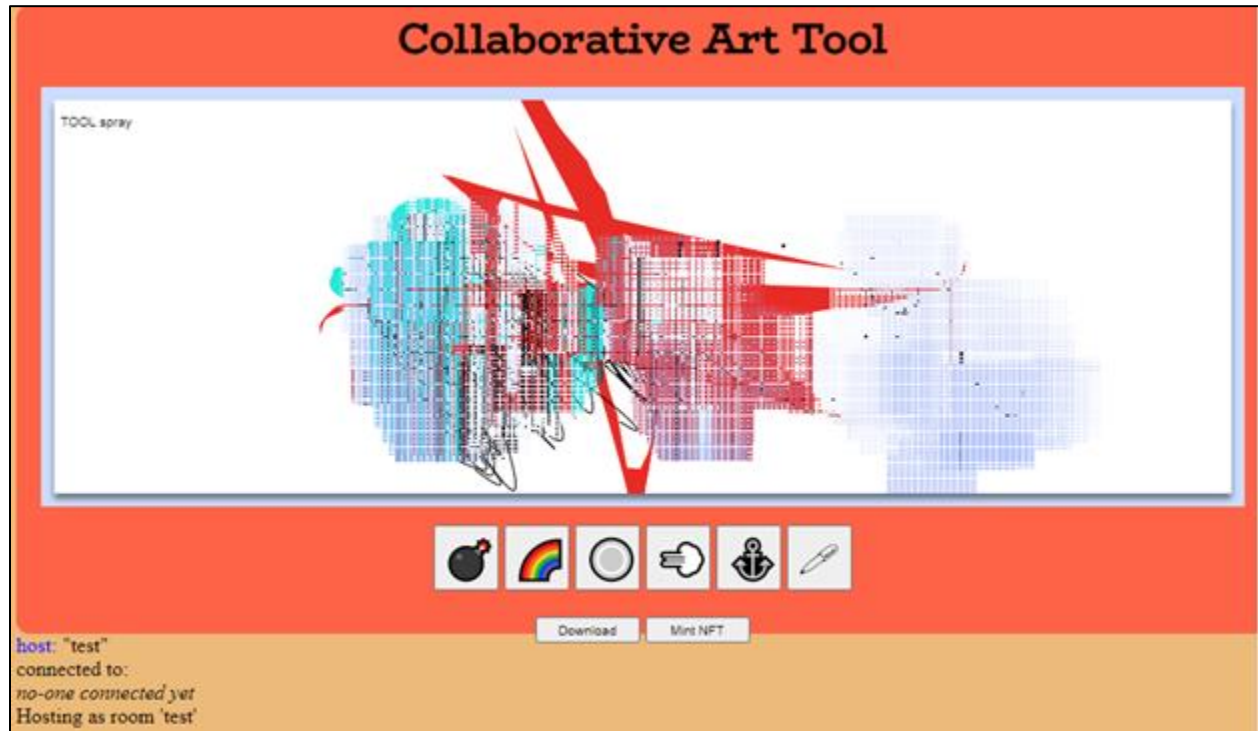 Collaborative Art Tool
TOOL spray
Download
Mint NFT
host: "test"
connected to:
no-one connected yet
Hosting as room 'test'